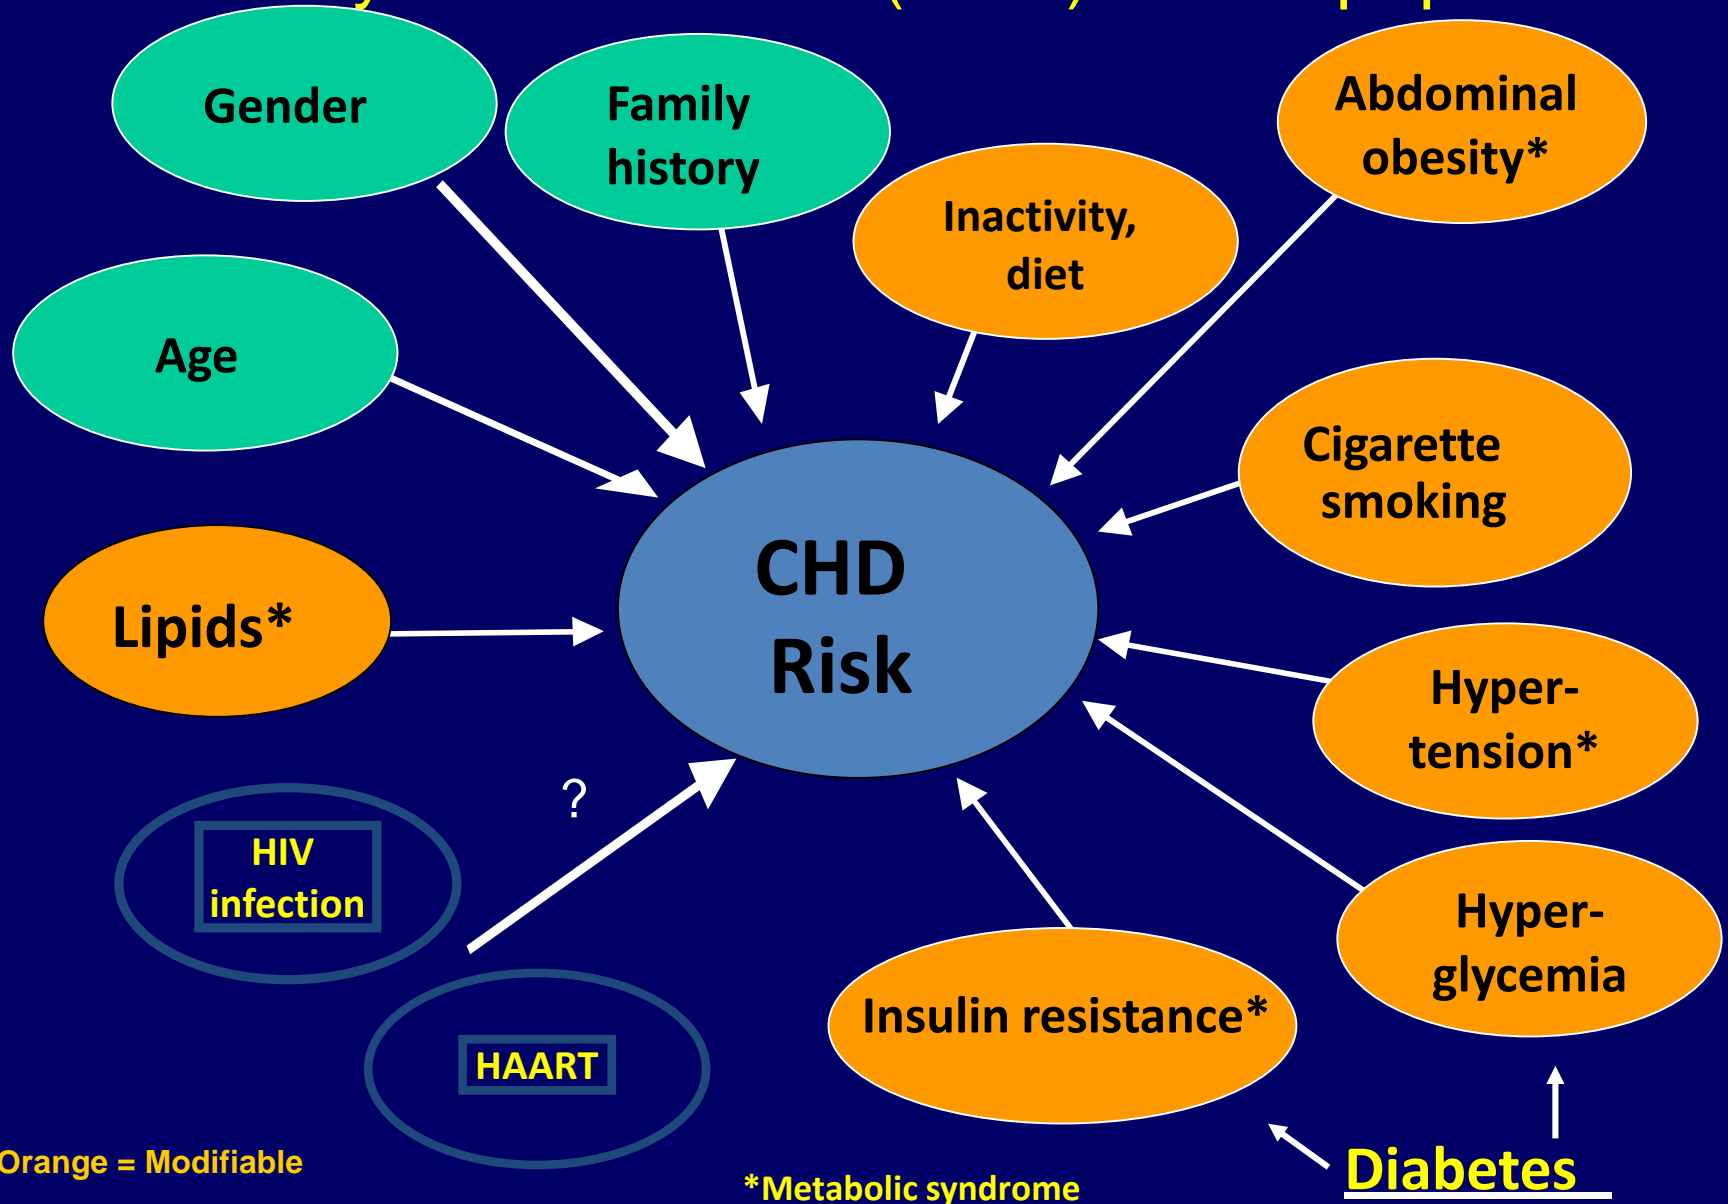 Gender
Family
history
Abdominal
obesity*
Inactivity,
diet
Age
Cigarette
smoking
CHD
Risk
Lipids*
Hyper-
tension*
?
HIV
infection
Hyper-
glycemia
Insulin resistance*
HAART
Orange = Modifiable
*Metabolic syndrome
Diabetes